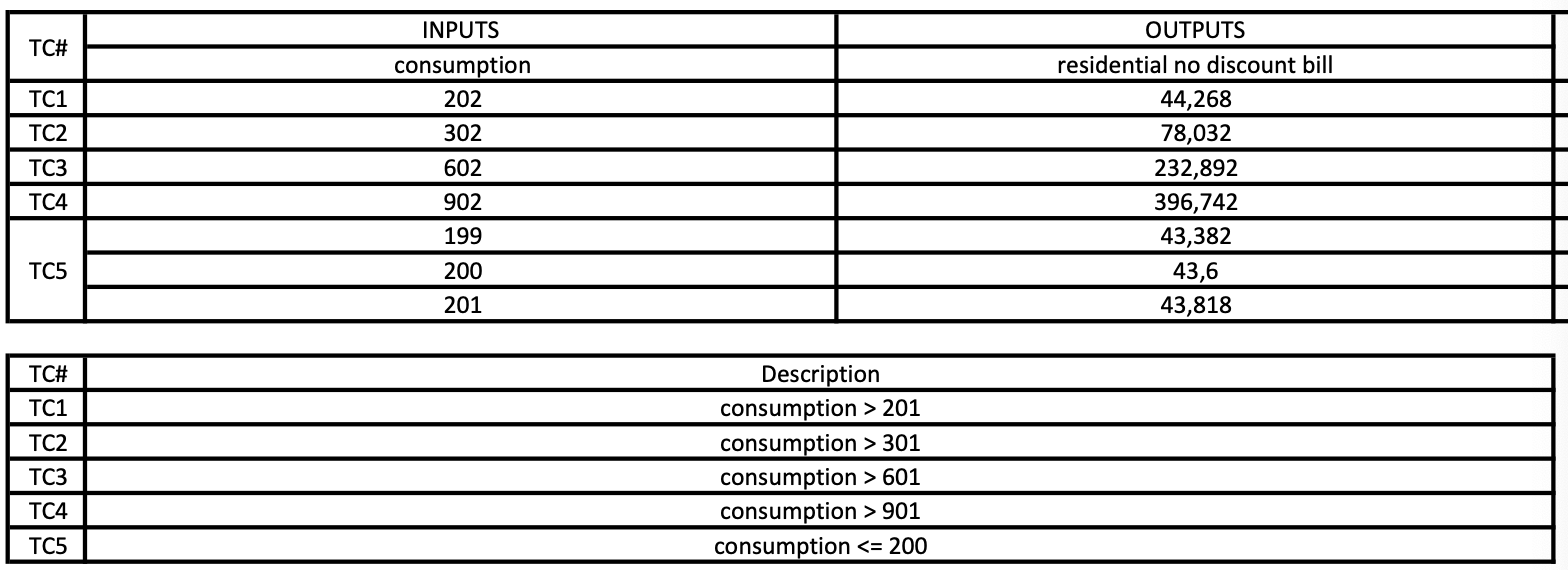 TC# INPUTS OUTPUTS
consumption residential no discount bill
TC1 202 44,268
TC2 302 78,032
TC3 602 232,892
TC4 902 396,742
199 43,382
TC5 200 43,6
201 43,818
TC# Description
TC1 consumption > 201
TC2 consumption > 301
TC3 consumption > 601
TC4 consumption > 901
TC5 consumption <= 200